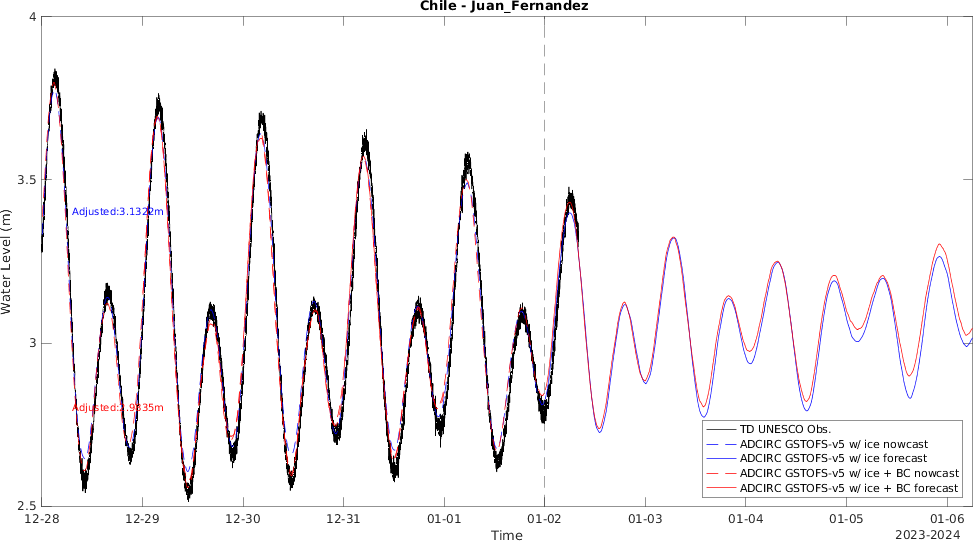 Chile - Juan_Fernandez
4
3.5
3
2.5
Water Level (m)
Adjusted:3.1322m
Adjusted:2.9335m
TD UNESCO Obs.
ADCIRC GSTOFS-v5 w/ ice nowcast
ADCIRC GSTOFS-v5 w/ ice forecast
ADCIRC GSTOFS-v5 w/ ice + BC nowcast
ADCIRC GSTOFS-v5 w/ ice + BC forecast
12-28 12-29 12-30 12-31 01-01 01-02 01-03 01-04 01-05 01-06
Time
2023-2024